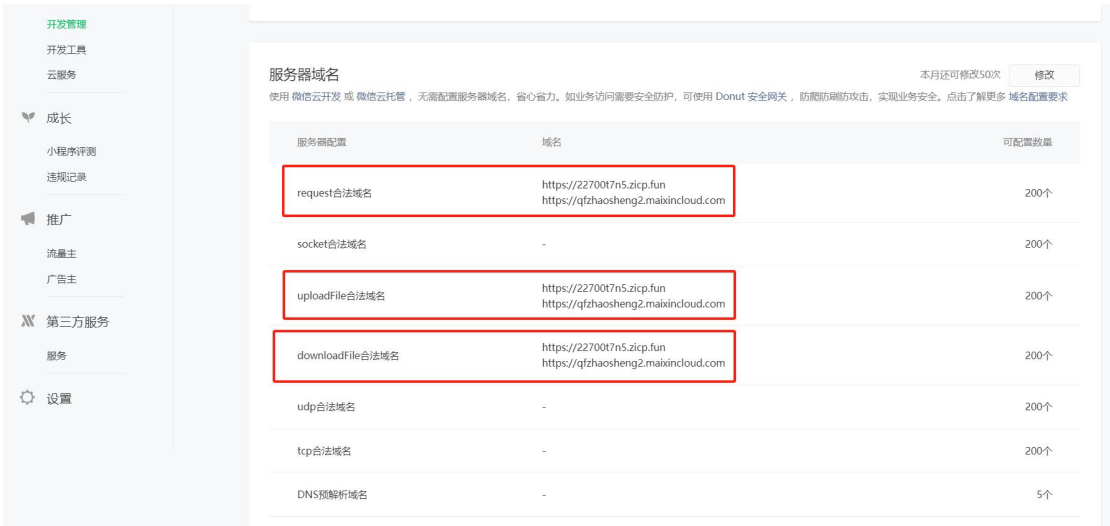 开发管理
开发工具
云服务
成长
小程序评测
违规记录
推广
流量主
广告主
第三方服务
服务
设置
服务器域名
本月还可修改50次 修改
使用 微信云开发 或 微信云托管 ，无需配置服务器域名，省心省力。如业务访问需要安全防护，可使用 Donut 安全网关 ，防爬防刷防攻击，实现业务安全。点击了解更多 域名配置要求
服务器配置 域名 可配置数量
request合法域名 https://22700t7n5.zicp.fun 200个
https://qfzhaosheng2.maixincloud.com
socket合法域名 - 200个
uploadFile合法域名 https://22700t7n5.zicp.fun 200个
https://qfzhaosheng2.maixincloud.com
downloadFile合法域名 https://22700t7n5.zicp.fun 200个
https://qfzhaosheng2.maixincloud.com
udp合法域名 - 200个
tcp合法域名 - 200个
DNS预解析域名 - 5个